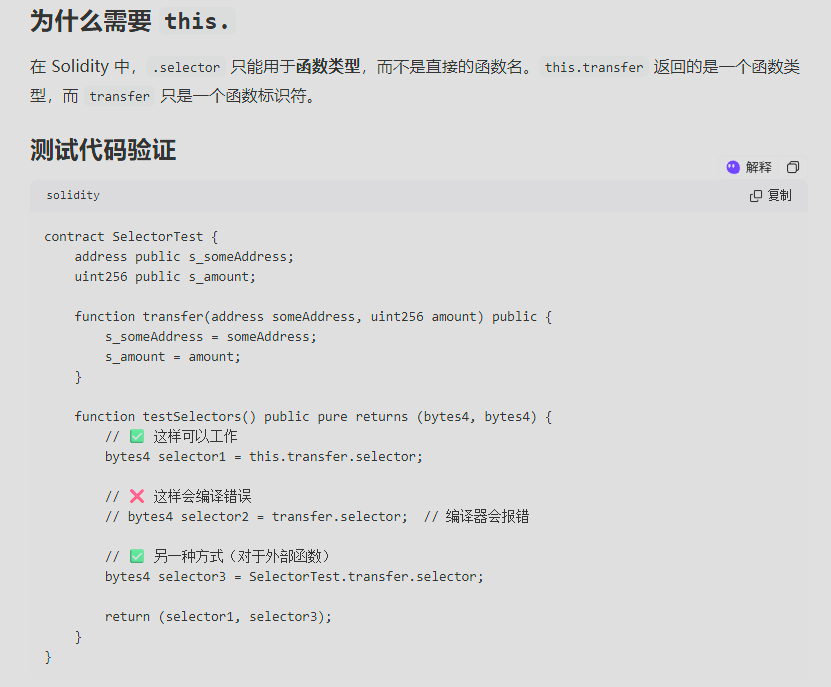 为什么需要 this.
在 Solidity 中， .selector 只能用于函数类型，而不是直接的函数名。 this.transfer 返回的是一个函数类
型，而 transfer 只是一个函数标识符。
测试代码验证
解释
solidity
复制
contract SelectorTest {
    address public s_someAddress;
    uint256 public s_amount;

    function transfer(address someAddress, uint256 amount) public {
        s_someAddress = someAddress;
        s_amount = amount;
    }

    function testSelectors() public pure returns (bytes4, bytes4) {
        // ✅ 这样可以工作
        bytes4 selector1 = this.transfer.selector;

        // ❌ 这样会编译错误
        // bytes4 selector2 = transfer.selector;  // 编译器会报错

        // ✅ 另一种方式（对于外部函数）
        bytes4 selector3 = SelectorTest.transfer.selector;

        return (selector1, selector3);
    }
}